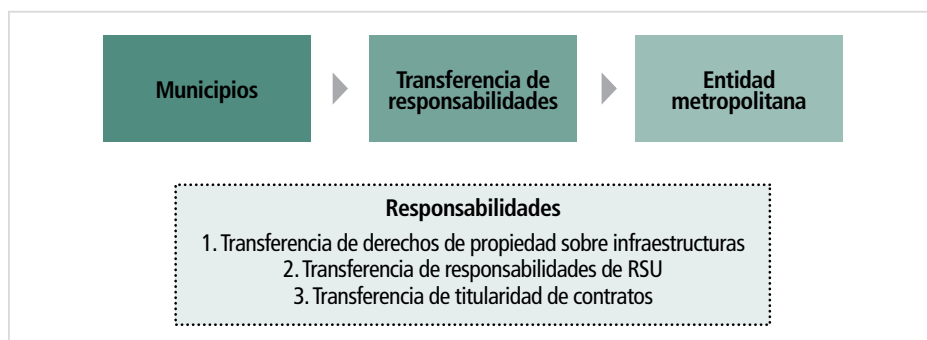 Municipios
Transferencia de
responsabilidades
Entidad
metropolitana
Responsabilidades
1. Transferencia de derechos de propiedad sobre infraestructuras
2. Transferencia de responsabilidades de RSU
3. Transferencia de titularidad de contratos